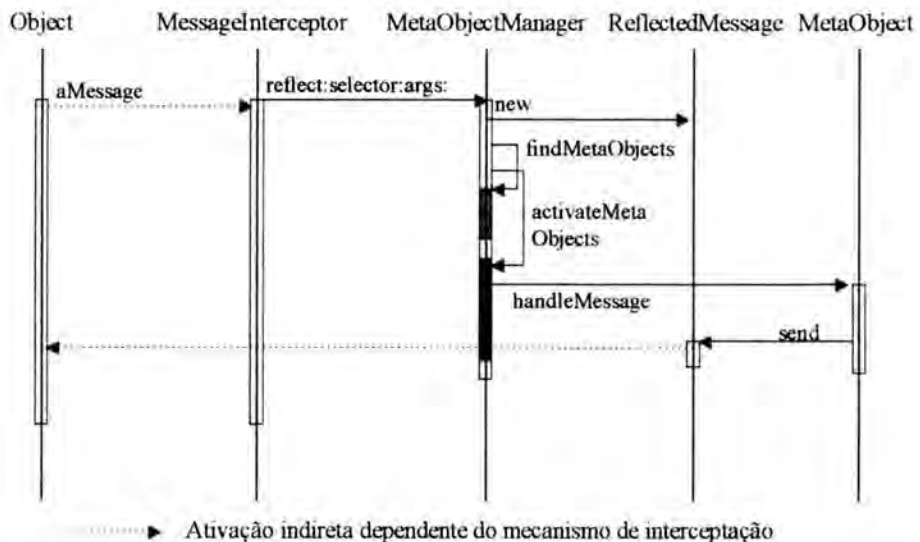 Object
MessageInterceptor
MetaObjectManager
ReflectedMessage
MetaObject
aMessage
reflect:selector:args:
new
findMetaObjects
activateMeta
Objects
handleMessage
send
Ativação indireta dependente do mecanismo de interceptação